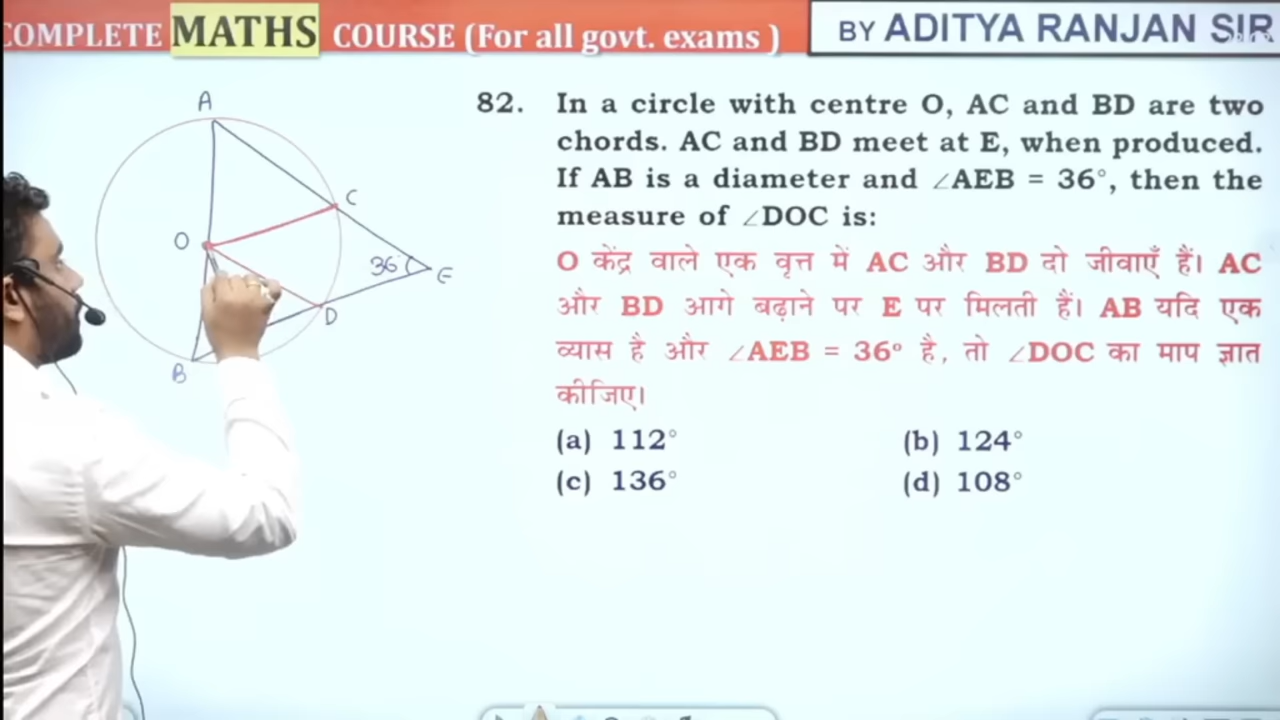 COMPLETE MATHS COURSE (For all govt. exams )
BY ADITYA RANJAN SIR
A
C
O
36°
E
D
B
82. In a circle with centre O, AC and BD are two
chords. AC and BD meet at E, when produced.
If AB is a diameter and ∠AEB = 36°, then the
measure of ∠DOC is:
O केंद्र वाले एक वृत्त में AC और BD दो जीवाएँ हैं। AC
और BD आगे बढ़ाने पर E पर मिलती हैं। AB यदि एक
व्यास है और ∠AEB = 36° है, तो ∠DOC का माप ज्ञात
कीजिए।
(a) 112° (b) 124°
(c) 136° (d) 108°